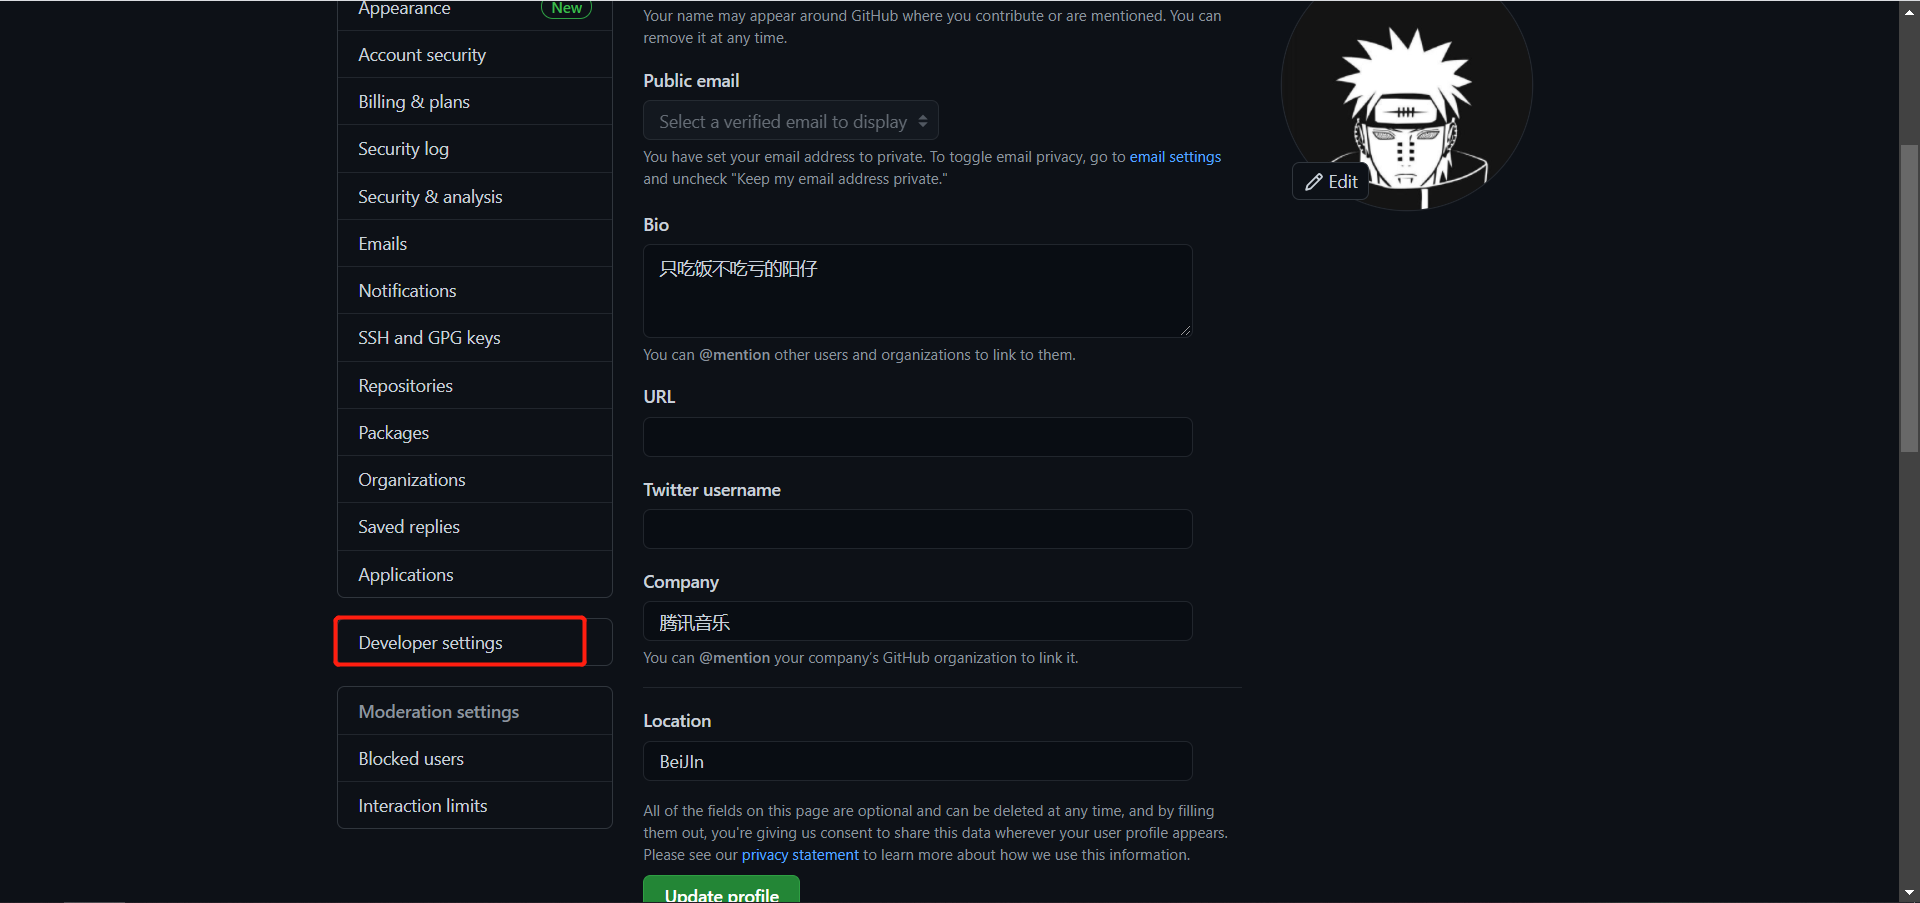 Appearance
New
Account security
Billing & plans
Security log
Security & analysis
Emails
Notifications
SSH and GPG keys
Repositories
Packages
Organizations
Saved replies
Applications
Developer settings
Moderation settings
Blocked users
Interaction limits
Your name may appear around GitHub where you contribute or are mentioned. You can
remove it at any time.
Public email
Select a verified email to display
You have set your email address to private. To toggle email privacy, go to email settings
and uncheck "Keep my email address private."
Bio
只吃饭不吃亏的阳仔
You can @mention other users and organizations to link to them.
URL
Twitter username
Company
腾讯音乐
You can @mention your company's GitHub organization to link it.
Location
BeiJIn
All of the fields on this page are optional and can be deleted at any time, and by filling
them out, you're giving us consent to share this data wherever your user profile appears.
Please see our privacy statement to learn more about how we use this information.
Update profile
Edit